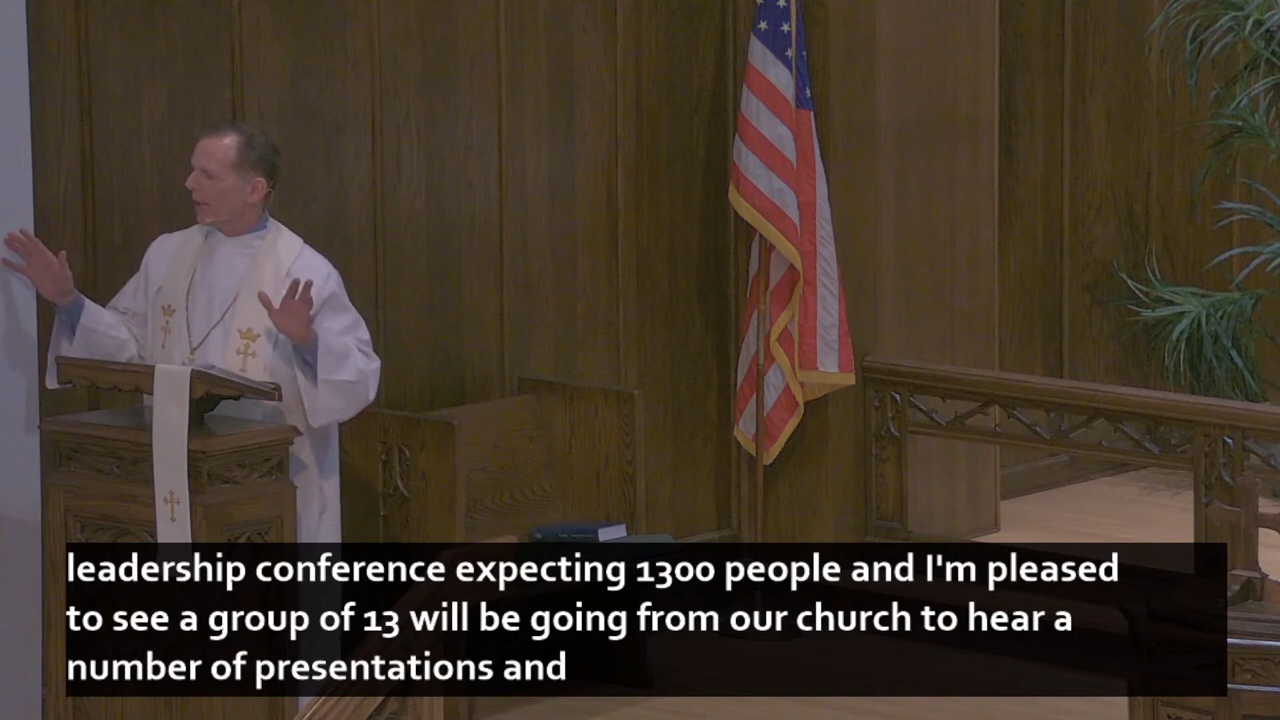 leadership conference expecting 1300 people and I'm pleased
to see a group of 13 will be going from our church to hear a
number of presentations and